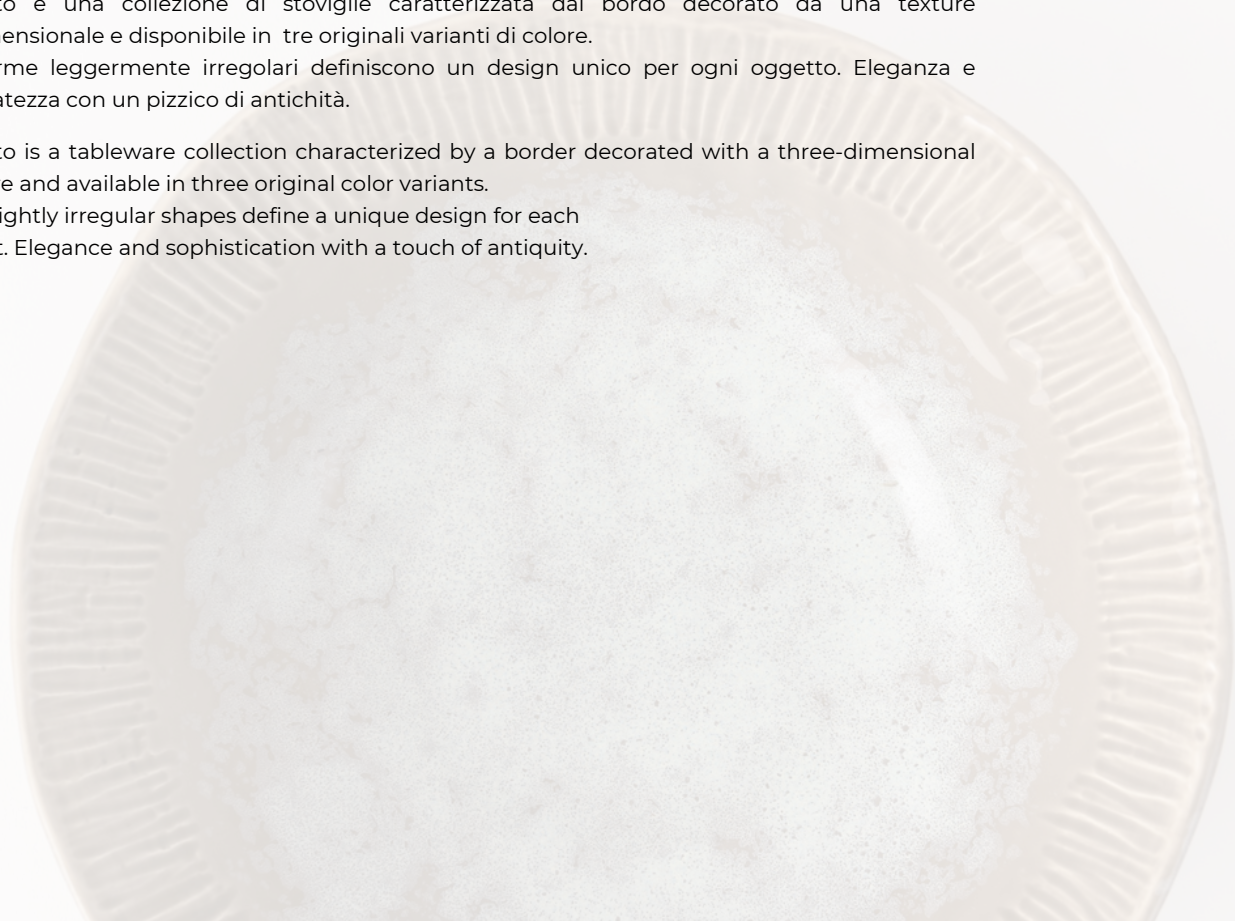 to è una collezione di stoviglie caratterizzata dal bordo decorato da una texture
ensionale e disponibile in tre originali varianti di colore.
rme leggermente irregolari definiscono un design unico per ogni oggetto. Eleganza e
atezza con un pizzico di antichità.
to is a tableware collection characterized by a border decorated with a three-dimensional
re and available in three original color variants.
ightly irregular shapes define a unique design for each
t. Elegance and sophistication with a touch of antiquity.